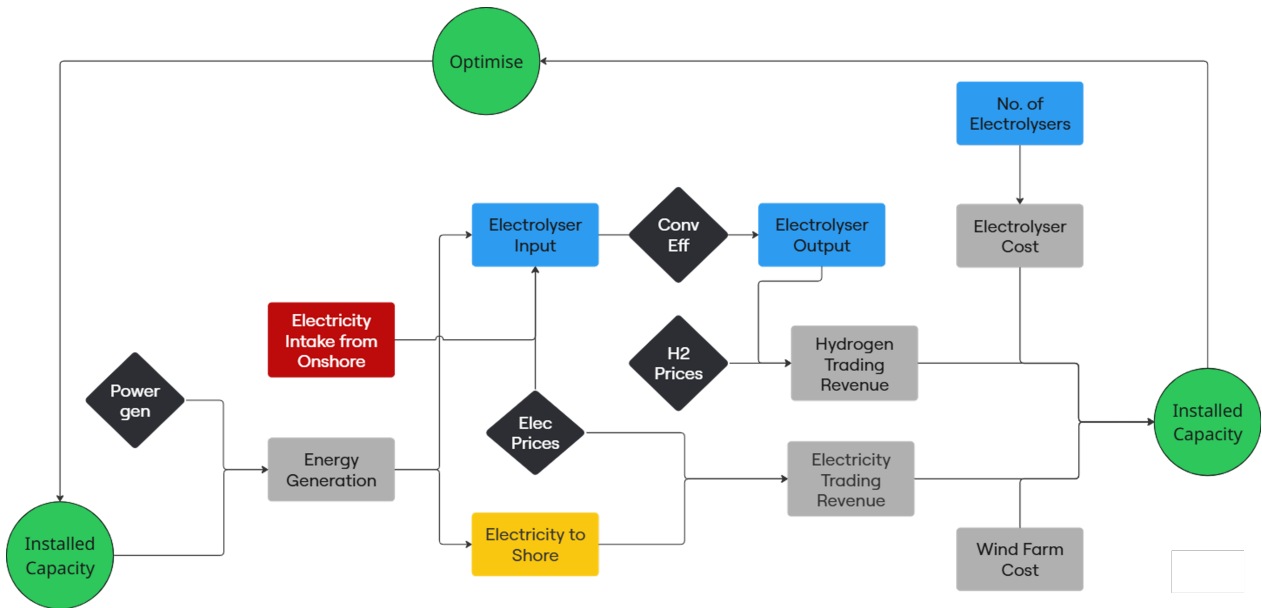 Optimise
No. of
Electrolysers
Electrolyser
Input
Conv
Eff
Electrolyser
Output
Electrolyser
Cost
Electricity
Intake from
Onshore
H2
Prices
Hydrogen
Trading
Revenue
Power
gen
Elec
Prices
Installed
Capacity
Energy
Generation
Electricity
Trading
Revenue
Installed
Capacity
Electricity to
Shore
Wind Farm
Cost